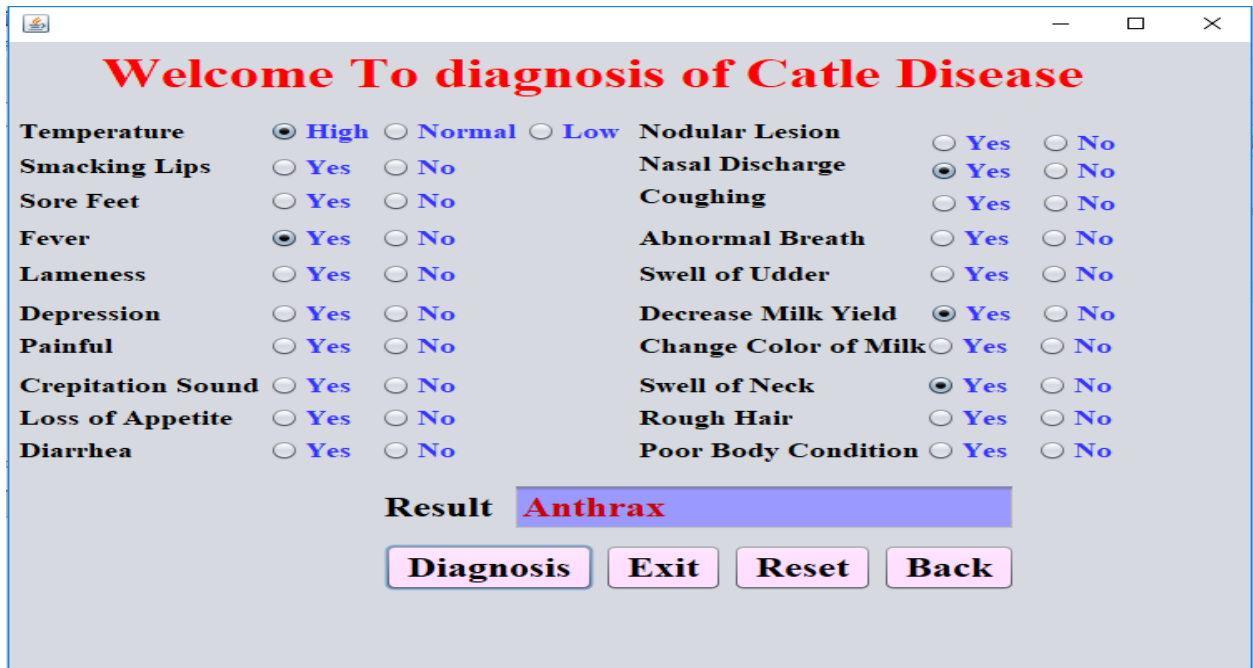 Welcome To diagnosis of Catle Disease
Temperature High Normal Low Nodular Lesion Yes No
Smacking Lips Yes No Nasal Discharge Yes No
Sore Feet Yes No Coughing Yes No
Fever Yes No Abnormal Breath Yes No
Lameness Yes No Swell of Udder Yes No
Depression Yes No Decrease Milk Yield Yes No
Painful Yes No Change Color of Milk Yes No
Crepitation Sound Yes No Swell of Neck Yes No
Loss of Appetite Yes No Rough Hair Yes No
Diarrhea Yes No Poor Body Condition Yes No
Result Anthrax
Diagnosis Exit Reset Back